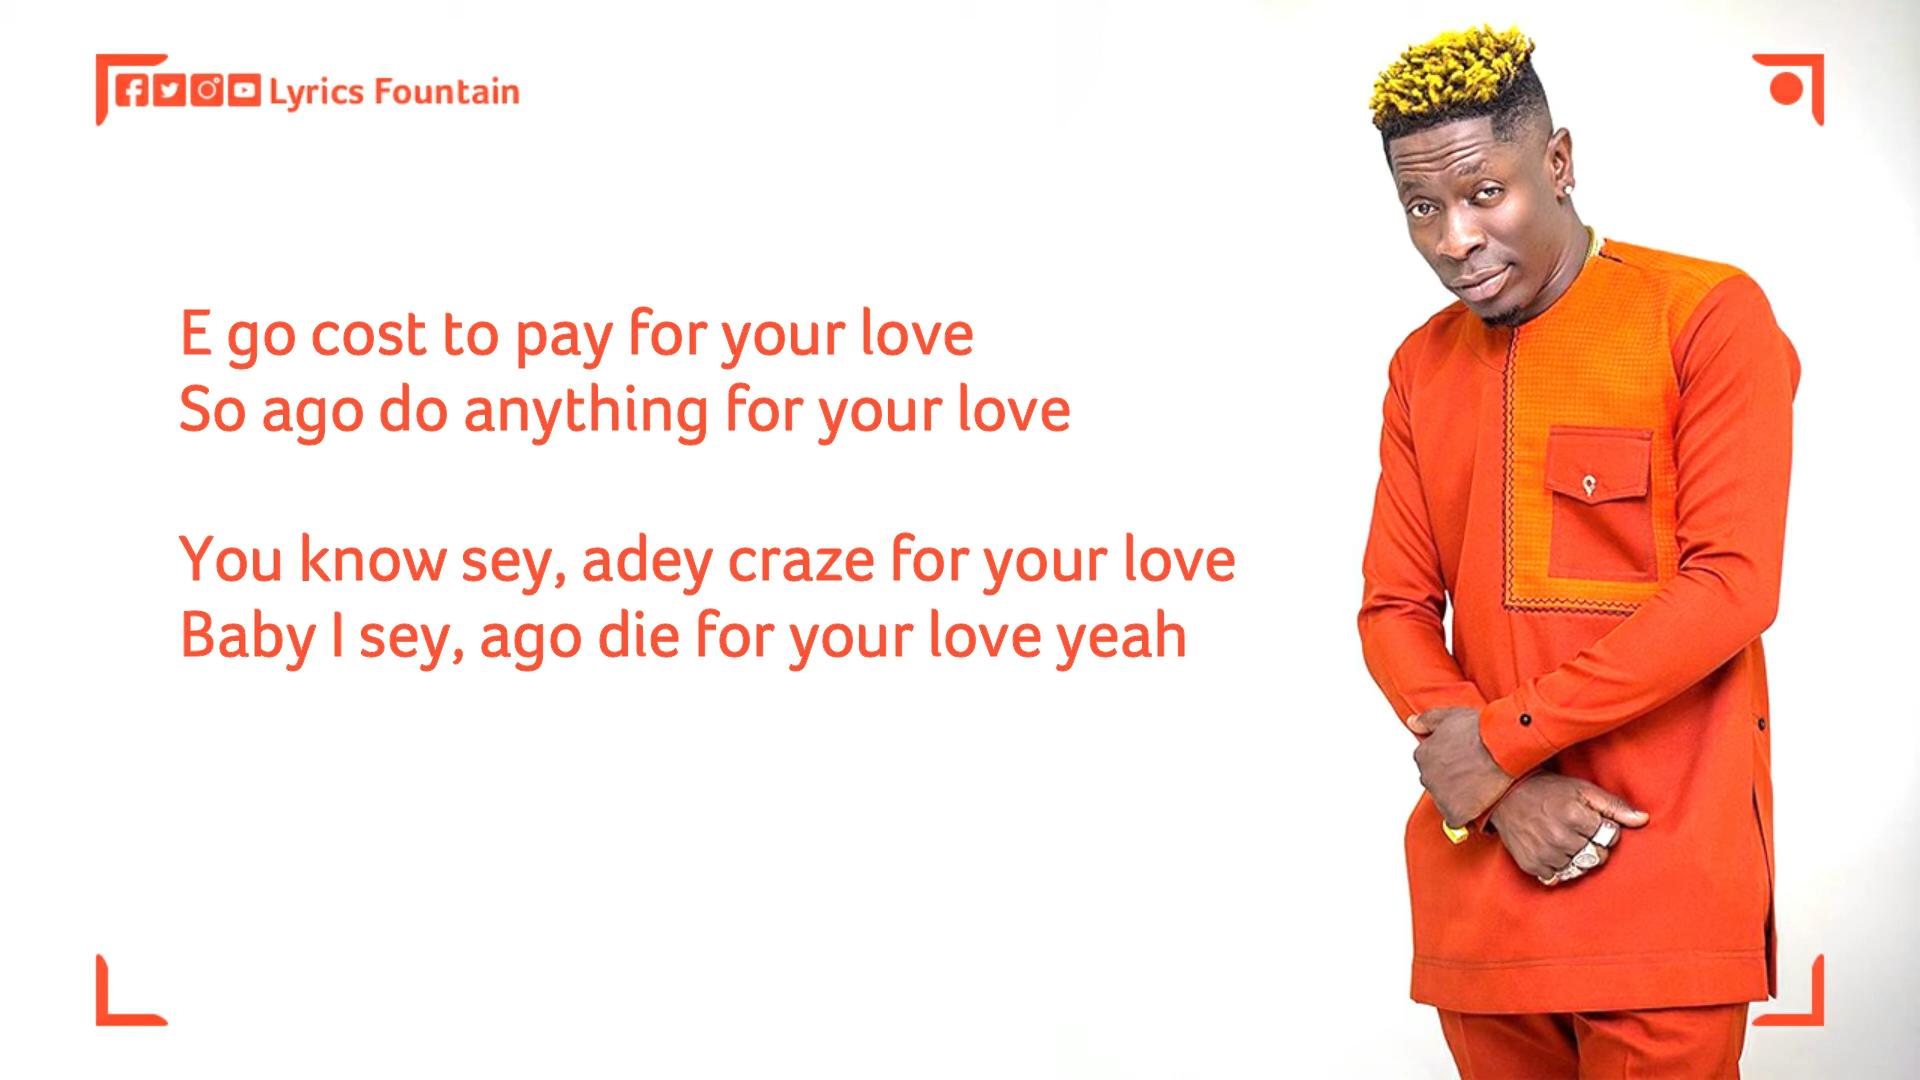 Lyrics Fountain
E go cost to pay for your love
So ago do anything for your love
You know sey, adey craze for your love
Baby I sey, ago die for your love yeah